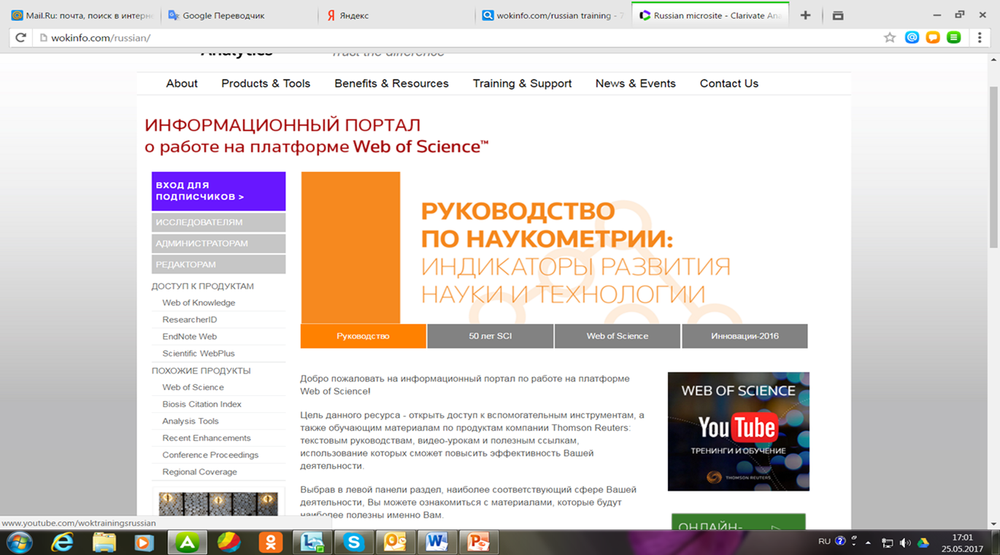 Mail.Ru: почта, поиск в интерне
Google Переводчик
Яндекс
wokinfo.com/russian training - 7
Russian microsite - Clarivate Ana
wokinfo.com/russian/
Analytics
Trust the difference
About
Products & Tools
Benefits & Resources
Training & Support
News & Events
Contact Us
ИНФОРМАЦИОННЫЙ ПОРТАЛ
о работе на платформе Web of Science™
ВХОД ДЛЯ
ПОДПИСЧИКОВ >
ИССЛЕДОВАТЕЛЯМ
АДМИНИСТРАТОРАМ
РЕДАКТОРАМ
ДОСТУП К ПРОДУКТАМ
Web of Knowledge
ResearcherID
EndNote Web
Scientific WebPlus
ПОХОЖИЕ ПРОДУКТЫ
Web of Science
Biosis Citation Index
Analysis Tools
Recent Enhancements
Conference Proceedings
Regional Coverage
РУКОВОДСТВО
ПО НАУКОМЕТРИИ:
ИНДИКАТОРЫ РАЗВИТИЯ
НАУКИ И ТЕХНОЛОГИИ
Руководство
50 лет SCI
Web of Science
Инновации-2016
Добро пожаловать на информационный портал по работе на платформе
Web of Science!
Цель данного ресурса - открыть доступ к вспомогательным инструментам, а
также обучающим материалам по продуктам компании Thomson Reuters:
текстовым руководствам, видео-урокам и полезным ссылкам,
использование которых сможет повысить эффективность Вашей
деятельности.
Выбрав в левой панели раздел, наиболее соответствующий сфере Вашей
деятельности, Вы можете ознакомиться с материалами, которые будут
наиболее полезны именно Вам.
WEB OF SCIENCE
YouTube
ТРЕНИНГИ И ОБУЧЕНИЕ
THOMSON REUTERS
ОНЛАЙН-
www.youtube.com/woktrainingsrussian
RU
17:01
25.05.2017